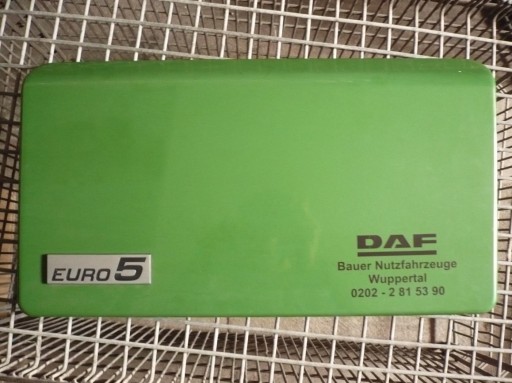 EURO 5
DAF
Bauer Nutzfahrzeuge
Wuppertal
0202 - 2 81 53 90